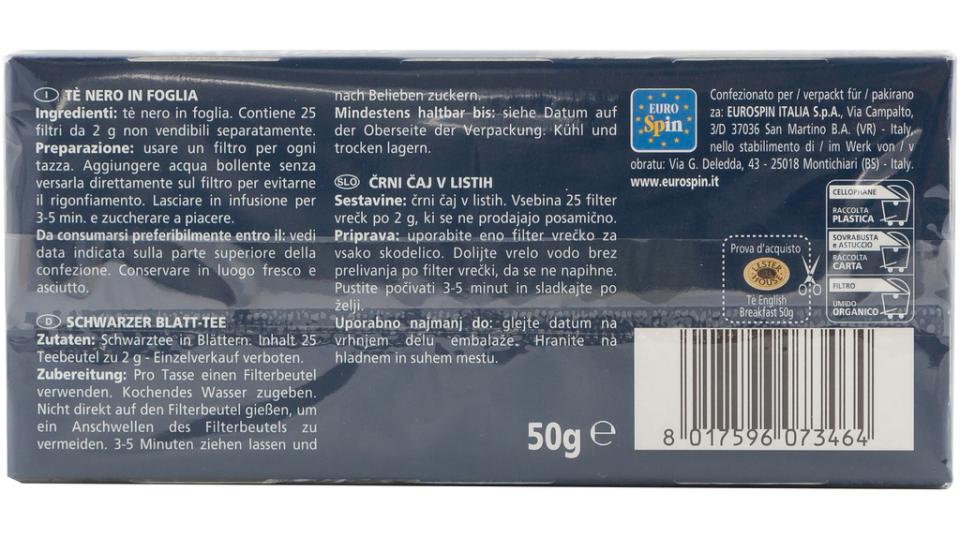 I TÈ NERO IN FOGLIA
Ingredienti: tè nero in foglia. Contiene 25
filtri da 2 g non vendibili separatamente.
Preparazione: usare un filtro per ogni
tazza. Aggiungere acqua bollente senza
versarla direttamente sul filtro per evitarne
il rigonfiamento. Lasciare in infusione per
3-5 min. e zuccherare a piacere.
Da consumarsi preferibilmente entro il: vedi
data indicata sulla parte superiore della
confezione. Conservare in luogo fresco e
asciutto.
D SCHWARZER BLATT-TEE
Zutaten: Schwarztee in Blättern. Inhalt 25
Teebeutel zu 2 g - Einzelverkauf verboten.
Zubereitung: Pro Tasse einen Filterbeutel
verwenden. Kochendes Wasser zugeben.
Nicht direkt auf den Filterbeutel gießen, um
ein Anschwellen des Filterbeutels zu
vermeiden. 3-5 Minuten ziehen lassen und
nach Belieben zuckern.
Mindestens haltbar bis: siehe Datum auf
der Oberseite der Verpackung. Kühl und
trocken lagern.
SLO ČRNI ČAJ V LISTIH
Sestavine: črni čaj v listih. Vsebina 25 filter
vrečk po 2 g, ki se ne prodajajo posamično.
Priprava: uporabite eno filter vrečko za
vsako skodelico. Dolijte vrelo vodo brez
prelivanja po filter vrečki, da se ne napihne.
Pustite počivati 3-5 minut in sladkajte po
želji.
Uporabno najmanj do: glejte datum na
vrhnjem delu embalaže. Hranite na
hladnem in suhem mestu.
50g e
EURO
Spin
Confezionato per / verpackt für / pakirano
za: EUROSPIN ITALIA S.p.A., Via Campalto,
3/D 37036 San Martino B.A. (VR) - Italy,
nello stabilimento di / im Werk von / v
obratu: Via G. Deledda, 43 - 25018 Montichiari (BS) - Italy.
www.eurospin.it
Prova d'acquisto
LESTER
HOUSE
Tè English
Breakfast 50g
CELLOPHANE
RACCOLTA
PLASTICA
SOVRABUSTA
e ASTUCCIO
RACCOLTA
CARTA
FILTRO
UMIDO
ORGANICO
8 017596 073464